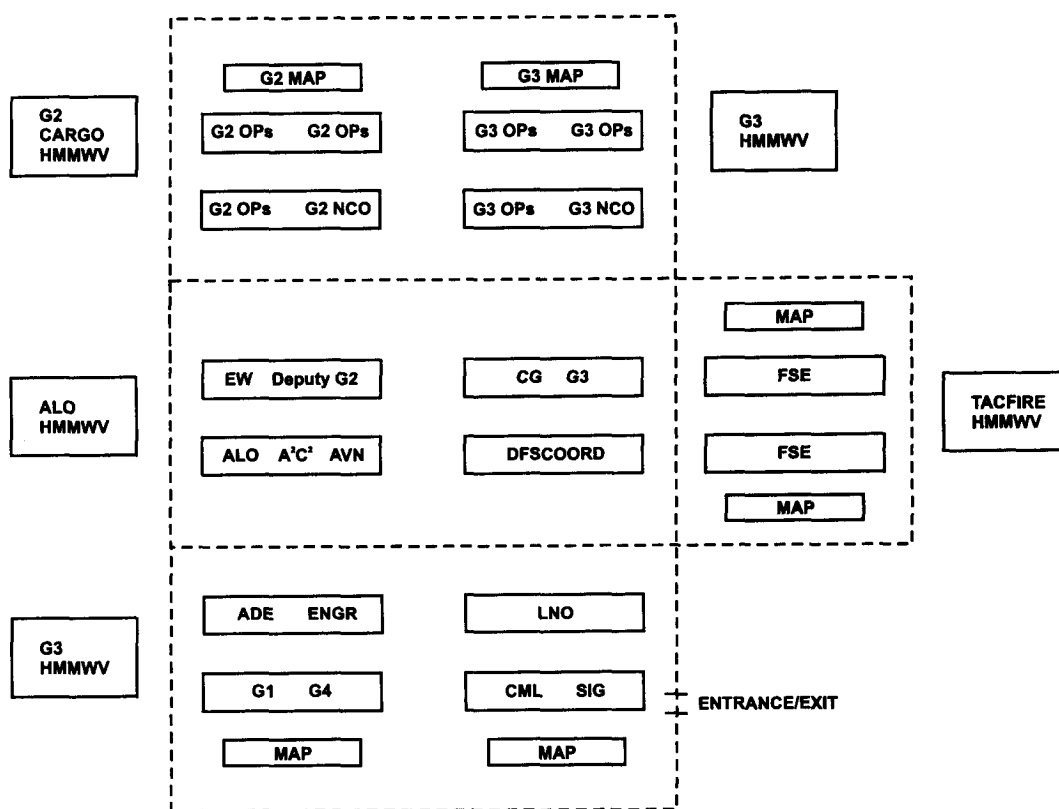 G2 MAP
G3 MAP
G2
CARGO
HMMWV
G2 OPs G2 OPs
G3 OPs G3 OPs
G3
HMMWV
G2 OPs G2 NCO
G3 OPs G3 NCO
MAP
EW Deputy G2
CG G3
FSE
ALO
HMMWV
TACFIRE
HMMWV
ALO A²C² AVN
DFSCOORD
FSE
MAP
ADE ENGR
LNO
G3
HMMWV
G1 G4
CML SIG
ENTRANCE/EXIT
MAP
MAP